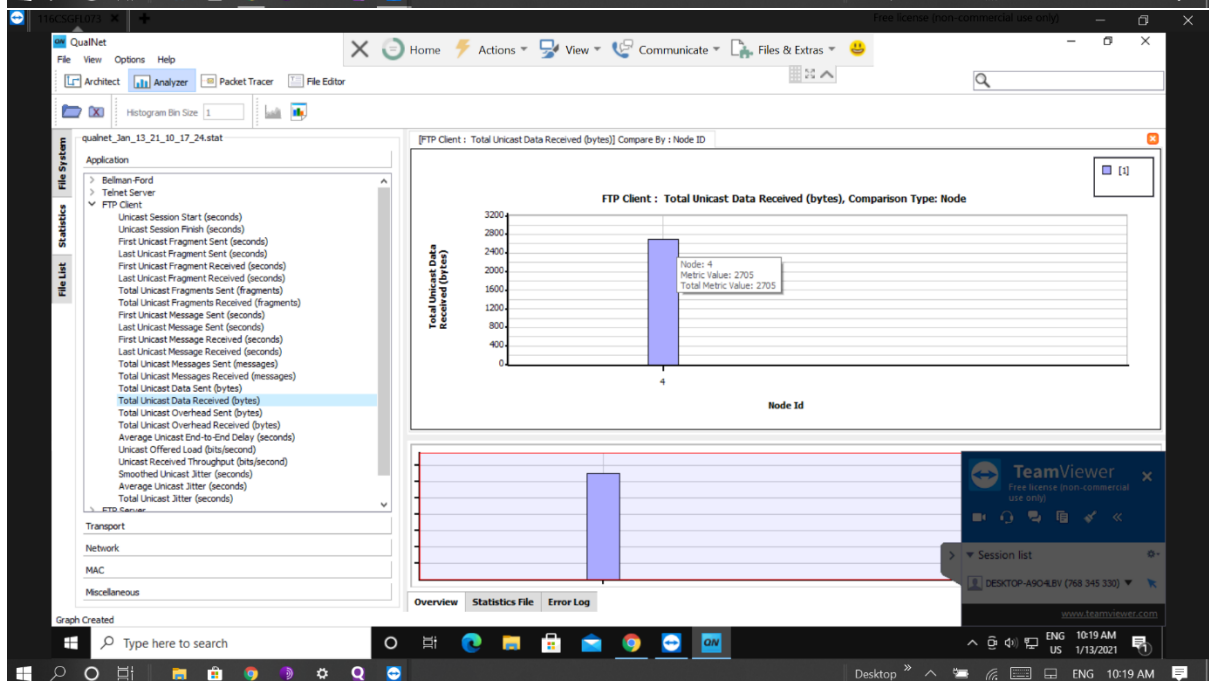 116CSGFL073
Free license (non-commercial use only)
QualNet
File View Options Help
Home Actions View Communicate Files & Extras
Architect Analyzer Packet Tracer File Editor
Histogram Bin Size 1
File System
Statistics
File List
qualnet_Jan_13_21_10_17_24.stat
Application
Bellman-Ford
Telnet Server
FTP Client
Unicast Session Start (seconds)
Unicast Session Finish (seconds)
First Unicast Fragment Sent (seconds)
Last Unicast Fragment Sent (seconds)
First Unicast Fragment Received (seconds)
Last Unicast Fragment Received (seconds)
Total Unicast Fragments Sent (fragments)
Total Unicast Fragments Received (fragments)
First Unicast Message Sent (seconds)
Last Unicast Message Sent (seconds)
First Unicast Message Received (seconds)
Last Unicast Message Received (seconds)
Total Unicast Messages Sent (messages)
Total Unicast Messages Received (messages)
Total Unicast Data Sent (bytes)
Total Unicast Data Received (bytes)
Total Unicast Overhead Sent (bytes)
Total Unicast Overhead Received (bytes)
Average Unicast End-to-End Delay (seconds)
Unicast Offered Load (bits/second)
Unicast Received Throughput (bits/second)
Smoothed Unicast Jitter (seconds)
Average Unicast Jitter (seconds)
Total Unicast Jitter (seconds)
FTP Server
Transport
Network
MAC
Miscellaneous
Graph Created
[FTP Client : Total Unicast Data Received (bytes)] Compare By : Node ID
[1]
FTP Client : Total Unicast Data Received (bytes), Comparison Type: Node
Total Unicast Data
Received (bytes)
3200
2800
2400
2000
1600
1200
800
400
0
Node: 4
Metric Value: 2705
Total Metric Value: 2705
4
Node Id
Overview Statistics File Error Log
TeamViewer
Free license (non-commercial
use only)
Session list
DESKTOP-A9O4LBV (768 345 330)
www.teamviewer.com
Type here to search
QN
ENG 10:19 AM
US 1/13/2021
Desktop ENG 10:19 AM